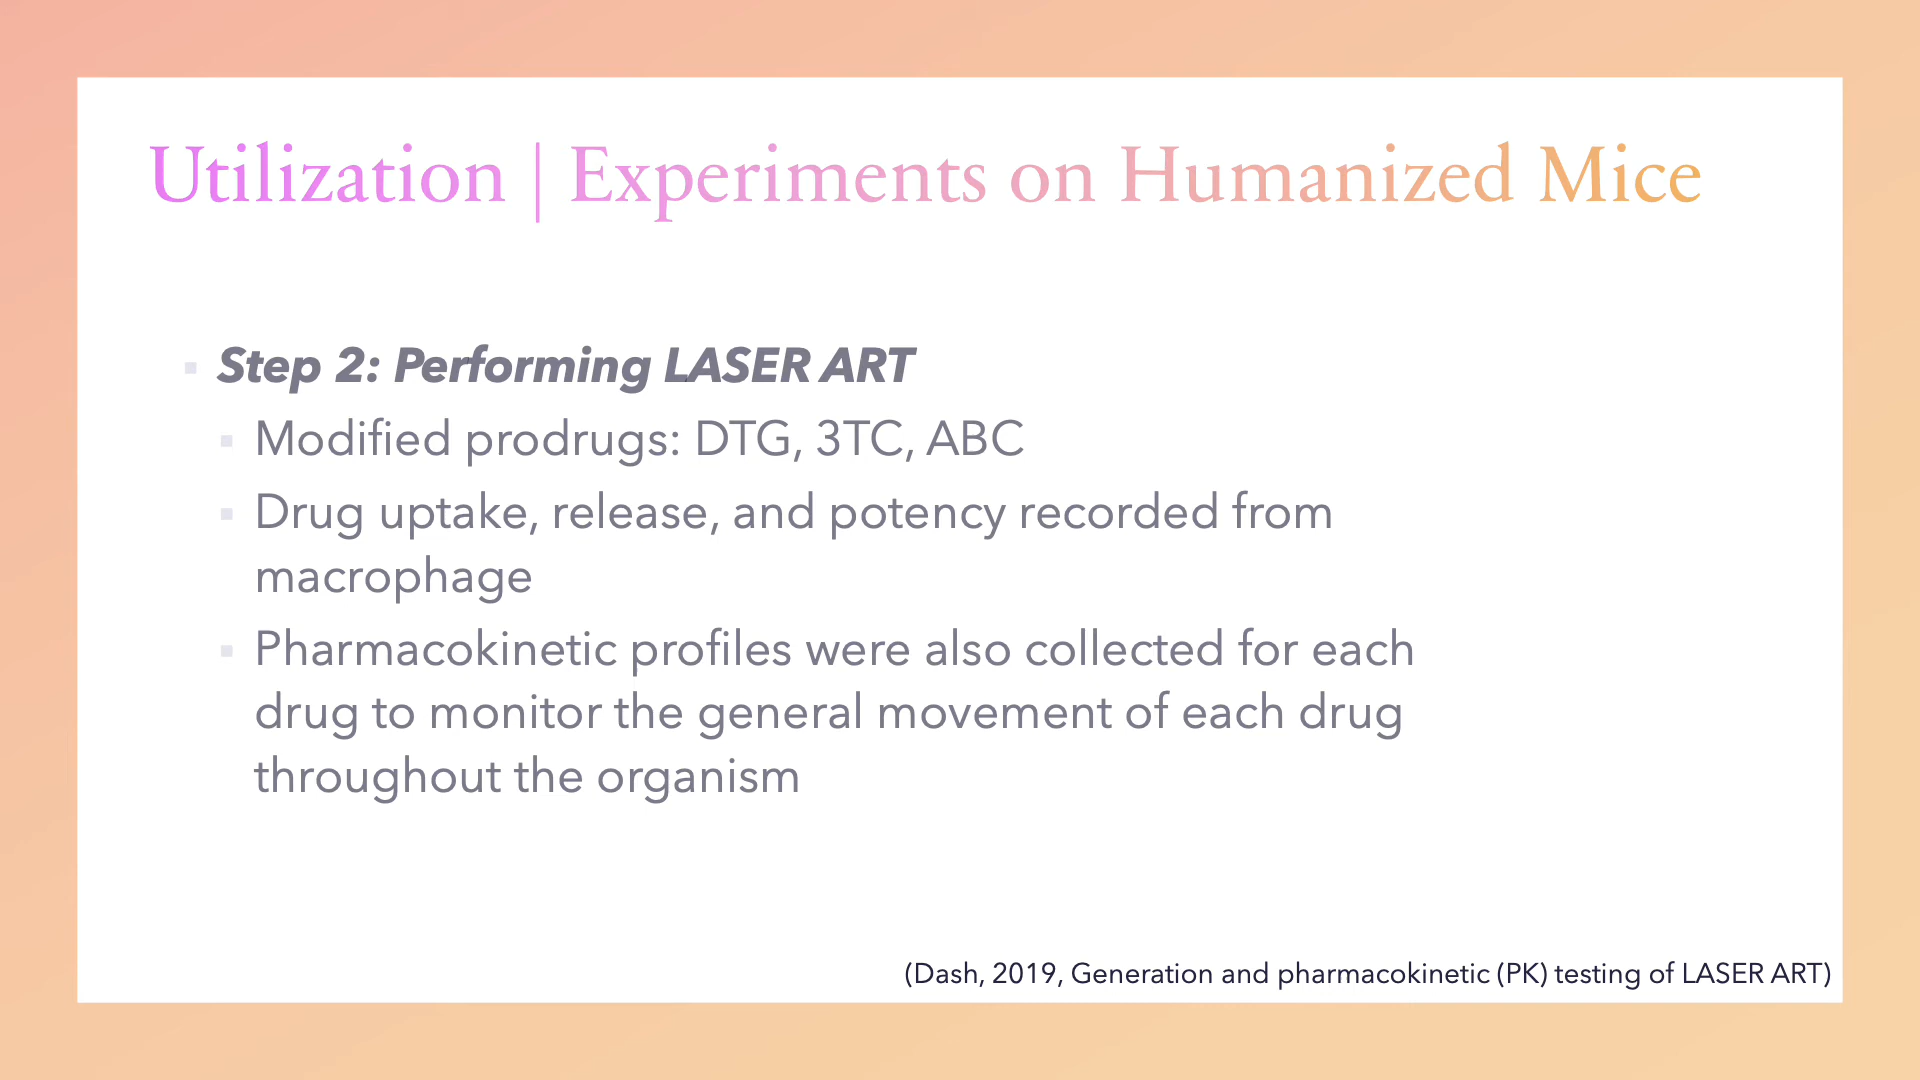 Utilization | Experiments on Humanized Mice
Step 2: Performing LASER ART
Modified prodrugs: DTG, 3TC, ABC
Drug uptake, release, and potency recorded from
macrophage
Pharmacokinetic profiles were also collected for each
drug to monitor the general movement of each drug
throughout the organism
(Dash, 2019, Generation and pharmacokinetic (PK) testing of LASER ART)